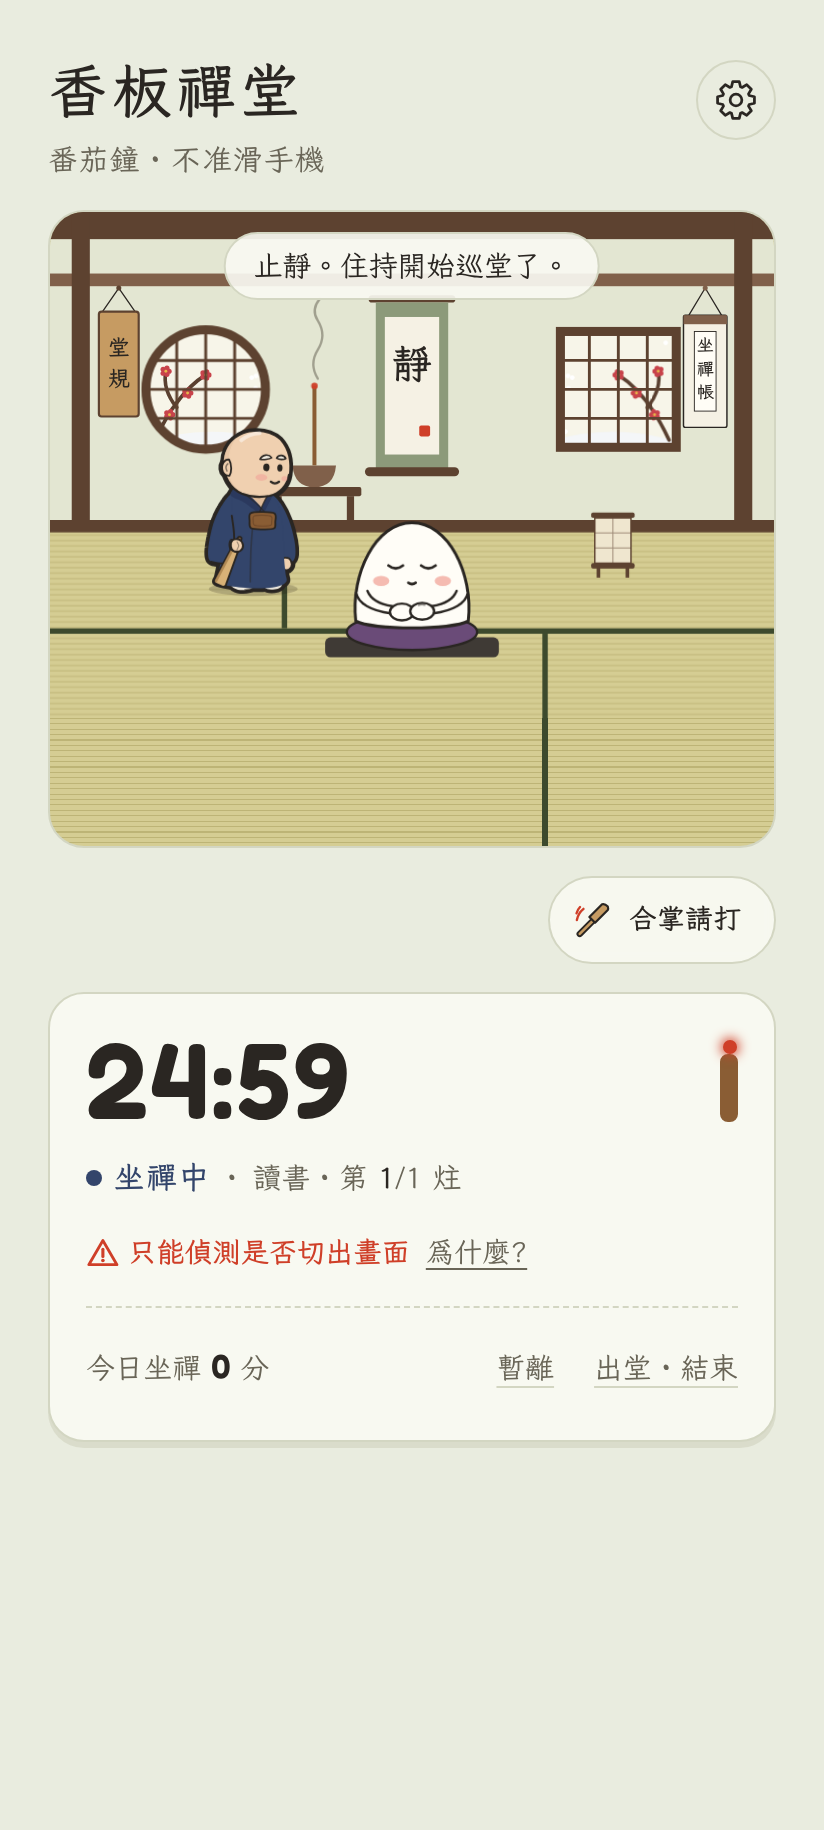 香板禪堂
番茄鐘・不准滑手機
止靜。住持開始巡堂了。
堂規
靜
坐禪帳
合掌請打
24:59
坐禪中・讀書・第 1/1 炷
只能偵測是否切出畫面 為什麼?
今日坐禪 0 分
暫離 出堂・結束